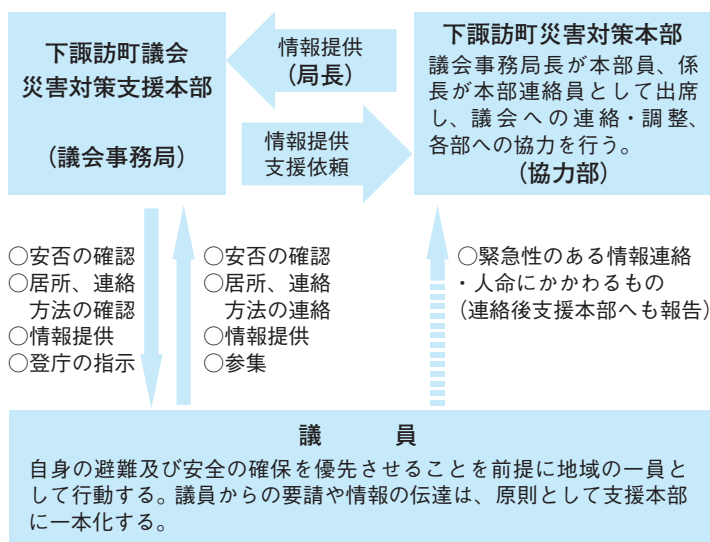 下諏訪町議会
災害対策支援本部
(議会事務局)
情報提供
(局長)
情報提供
支援依頼
下諏訪町災害対策本部
議会事務局長が本部員、係
長が本部連絡員として出席
し、議会への連絡・調整、
各部への協力を行う。
(協力部)
○安否の確認
○居所、連絡
方法の確認
○情報提供
○登庁の指示
○安否の確認
○居所、連絡
方法の連絡
○情報提供
○参集
○緊急性のある情報連絡
・人命にかかわるもの
(連絡後支援本部へも報告)
議 員
自身の避難及び安全の確保を優先させることを前提に地域の一員と
して行動する。議員からの要請や情報の伝達は、原則として支援本部
に一本化する。